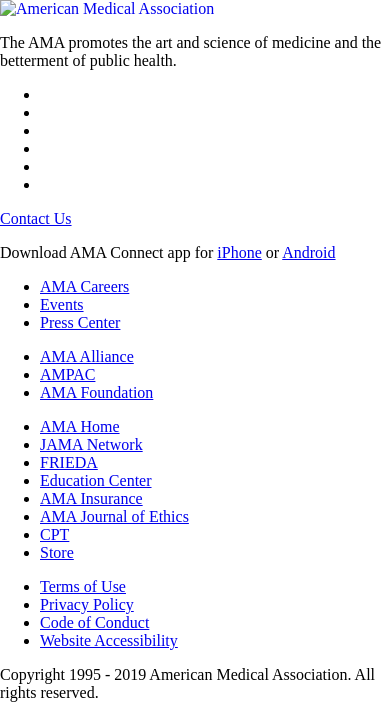 American Medical Association
The AMA promotes the art and science of medicine and the
betterment of public health.
Contact Us
Download AMA Connect app for iPhone or Android
AMA Careers
Events
Press Center
AMA Alliance
AMPAC
AMA Foundation
AMA Home
JAMA Network
FRIEDA
Education Center
AMA Insurance
AMA Journal of Ethics
CPT
Store
Terms of Use
Privacy Policy
Code of Conduct
Website Accessibility
Copyright 1995 - 2019 American Medical Association. All
rights reserved.